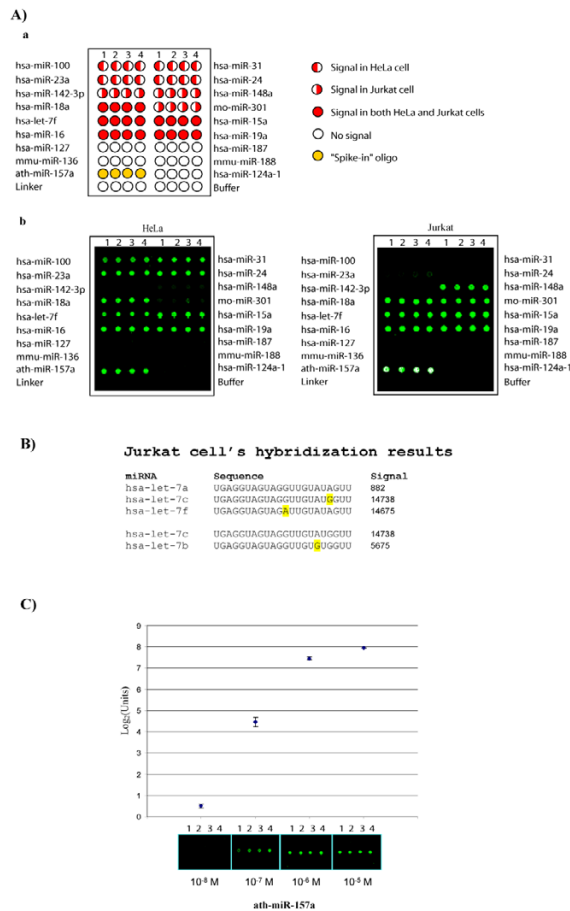 A)
a
1 2 3 4 1 2 3 4
hsa-miR-100 hsa-miR-31
hsa-miR-23a hsa-miR-24
hsa-miR-142-3p hsa-miR-148a
hsa-miR-18a mo-miR-301
hsa-let-7f hsa-miR-15a
hsa-miR-16 hsa-miR-19a
hsa-miR-127 hsa-miR-187
mmu-miR-136 mmu-miR-188
ath-miR-157a hsa-miR-124a-1
Linker Buffer
Signal in HeLa cell
Signal in Jurkat cell
Signal in both HeLa and Jurkat cells
No signal
"Spike-in" oligo
b
HeLa
1 2 3 4 1 2 3 4
hsa-miR-100 hsa-miR-31
hsa-miR-23a hsa-miR-24
hsa-miR-142-3p hsa-miR-148a
hsa-miR-18a mo-miR-301
hsa-let-7f hsa-miR-15a
hsa-miR-16 hsa-miR-19a
hsa-miR-127 hsa-miR-187
mmu-miR-136 mmu-miR-188
ath-miR-157a hsa-miR-124a-1
Linker Buffer
Jurkat
1 2 3 4 1 2 3 4
hsa-miR-100 hsa-miR-31
hsa-miR-23a hsa-miR-24
hsa-miR-142-3p hsa-miR-148a
hsa-miR-18a mo-miR-301
hsa-let-7f hsa-miR-15a
hsa-miR-16 hsa-miR-19a
hsa-miR-127 hsa-miR-187
mmu-miR-136 mmu-miR-188
ath-miR-157a hsa-miR-124a-1
Linker Buffer
B)
Jurkat cell's hybridization results
miRNA Sequence Signal
hsa-let-7a UGAGGUAGUAGGUUGUAUAGUU 882
hsa-let-7c UGAGGUAGUAGGUUGUAUGGUU 14738
hsa-let-7f UGAGGUAGUAGAUUGUAUAGUU 14675
hsa-let-7c UGAGGUAGUAGGUUGUAUGGUU 14738
hsa-let-7b UGAGGUAGUAGGUUGUGUGGUU 5675
C)
9
8
7
6
5
4
3
2
1
0
Log2(Units)
1 2 3 4 1 2 3 4 1 2 3 4 1 2 3 4
10-8 M 10-7 M 10-6 M 10-5 M
ath-miR-157a